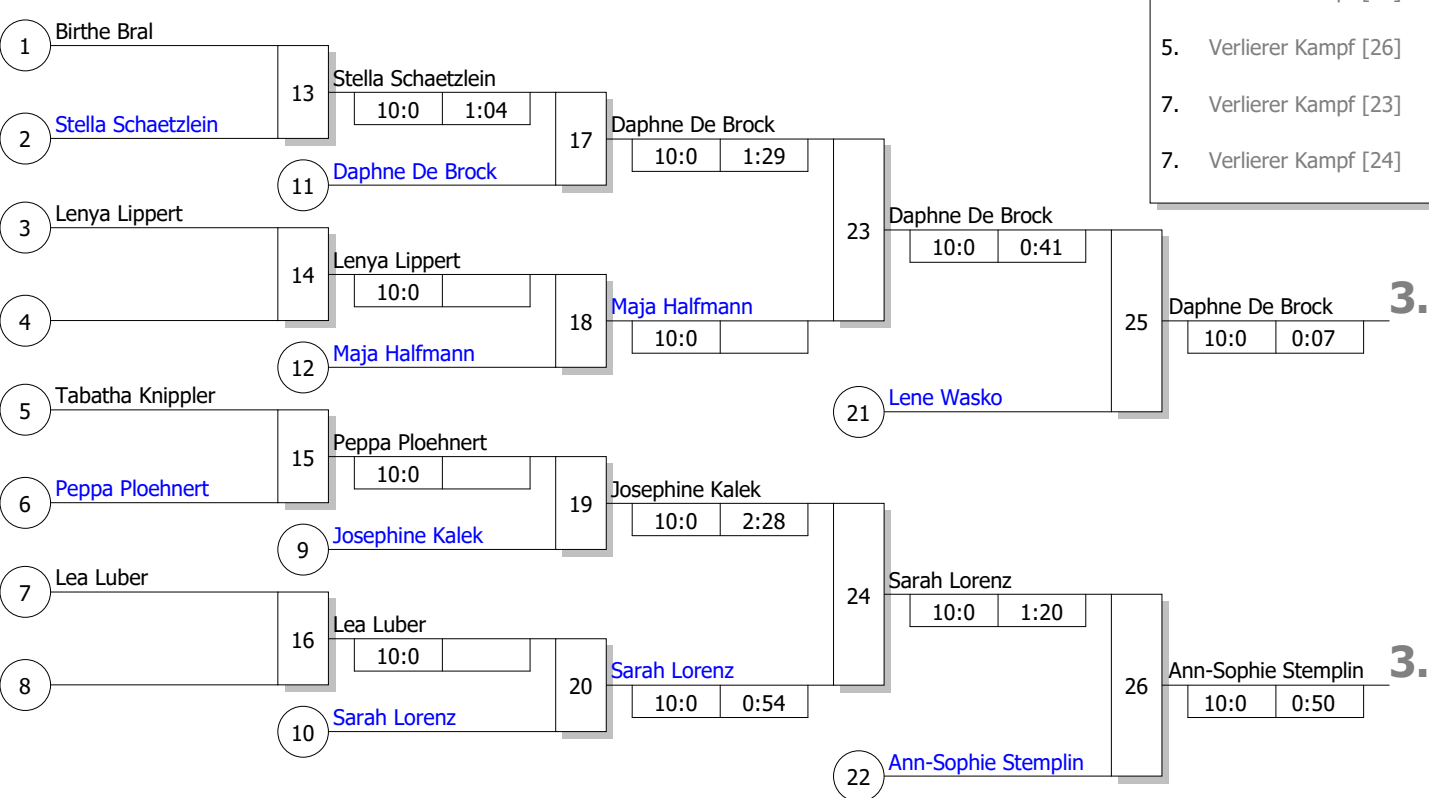 1 Birthe Bral
2 Stella Schaetzlein
13
Stella Schaetzlein
10:0 1:04
11 Daphne De Brock
17
Daphne De Brock
10:0 1:29
3 Lenya Lippert
4
14
Lenya Lippert
10:0
12 Maja Halfmann
18
Maja Halfmann
10:0
23
Daphne De Brock
10:0 0:41
21 Lene Wasko
25
Daphne De Brock
10:0 0:07
3.
5 Tabatha Knippler
6 Peppa Ploehnert
15
Peppa Ploehnert
10:0
9 Josephine Kalek
19
Josephine Kalek
10:0 2:28
7 Lea Luber
8
16
Lea Luber
10:0
10 Sarah Lorenz
20
Sarah Lorenz
10:0 0:54
24
Sarah Lorenz
10:0 1:20
22 Ann-Sophie Stemplin
26
Ann-Sophie Stemplin
10:0 0:50
3.
5. Verlierer Kampf [26]
7. Verlierer Kampf [23]
7. Verlierer Kampf [24]